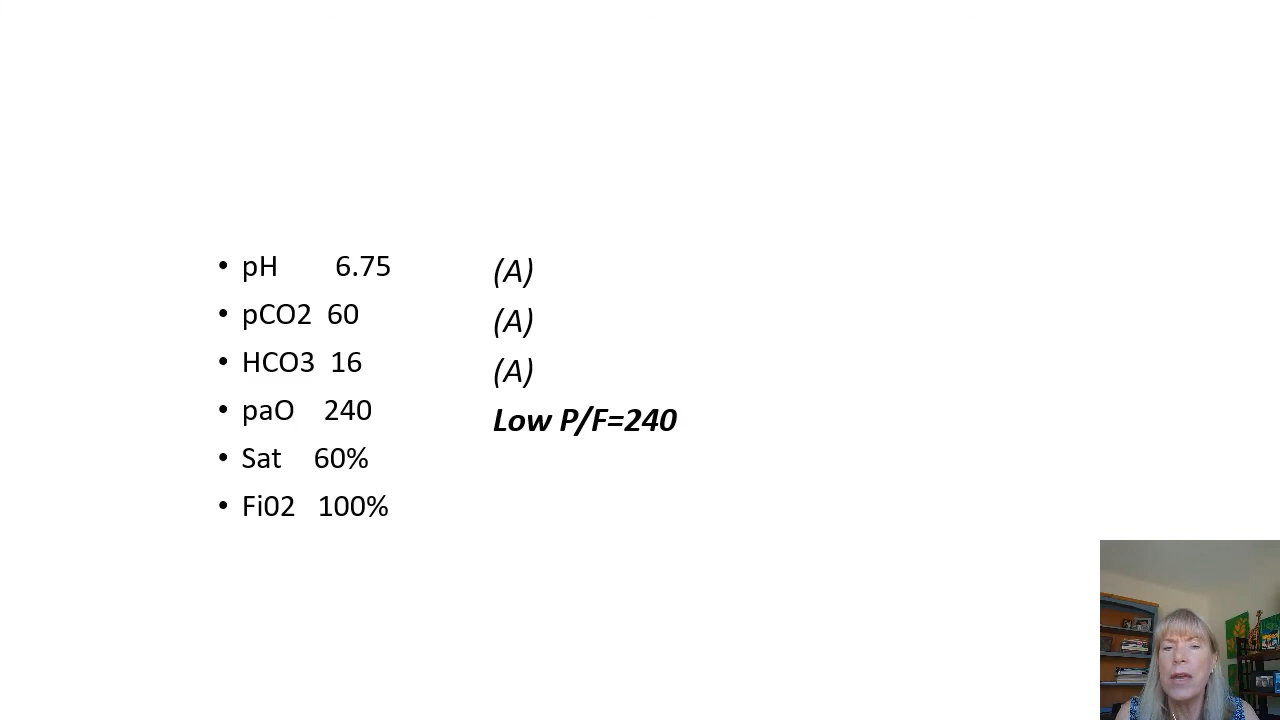 • pH 6.75 (A)
• pCO2 60 (A)
• HCO3 16 (A)
• paO 240 Low P/F=240
• Sat 60%
• Fi02 100%